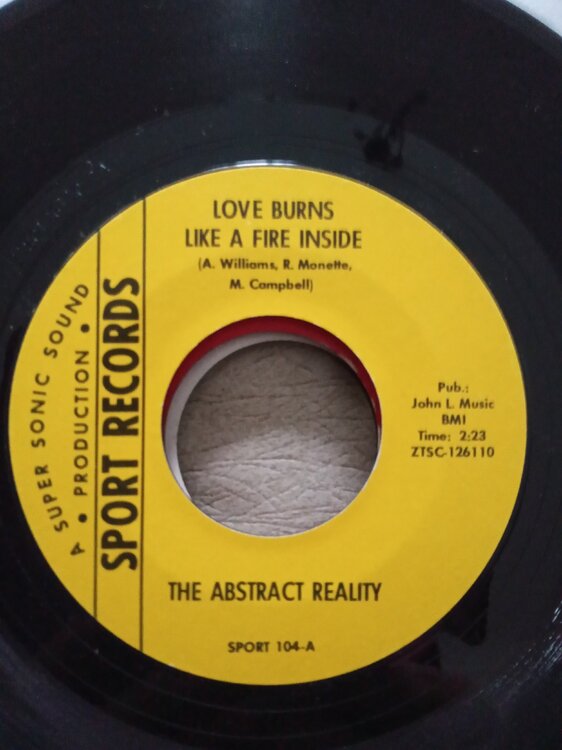 LOVE BURNS
LIKE A FIRE INSIDE
(A. Williams, R. Monette,
M. Campbell)
A SUPER SONIC SOUND
• PRODUCTION •
SPORT RECORDS
Pub.:
John L. Music
BMI
Time: 2:23
ZTSC-126110
THE ABSTRACT REALITY
SPORT 104-A